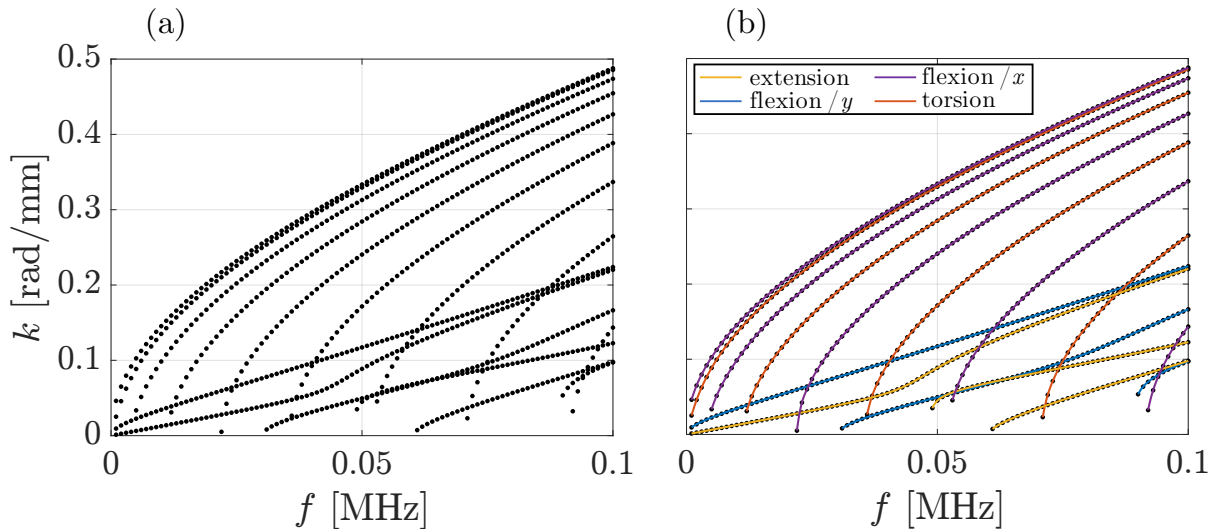 (a)
k [rad/mm]
0.5
0.4
0.3
0.2
0.1
0
0
0.05
0.1
f [MHz]
(b)
extension
flexion /x
flexion /y
torsion
0
0.05
0.1
f [MHz]